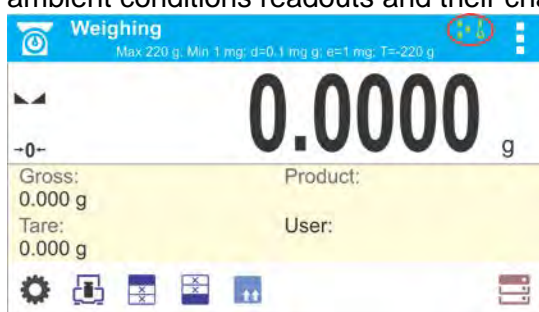 ambient conditions readouts and their cha
Weighing
Max 220 g: Min 1 mg: d=0.1 mg g: e=1 mg: T=-220 g
0.0000 g
→0←
Gross:
0.000 g
Product:
Tare:
0.000 g
User: